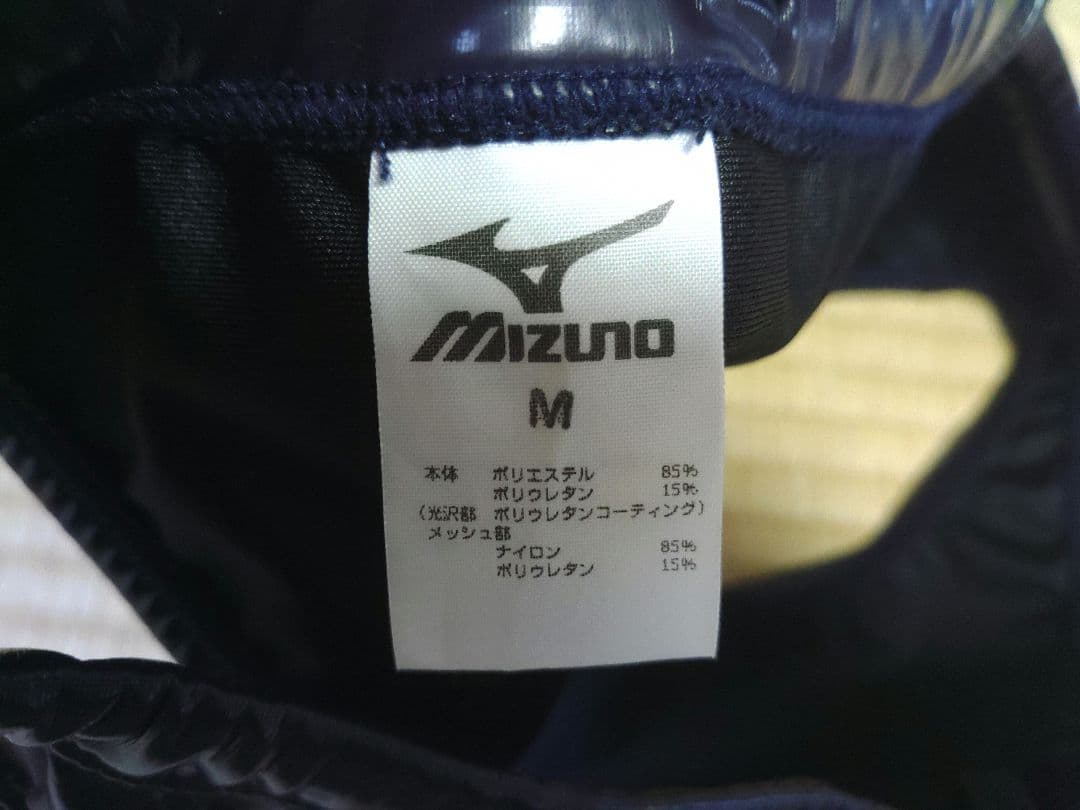 MIZUNO
M
本体 ポリエステル 85%
ポリウレタン 15%
(光沢部 ポリウレタンコーティング)
メッシュ部
ナイロン 85%
ポリウレタン 15%